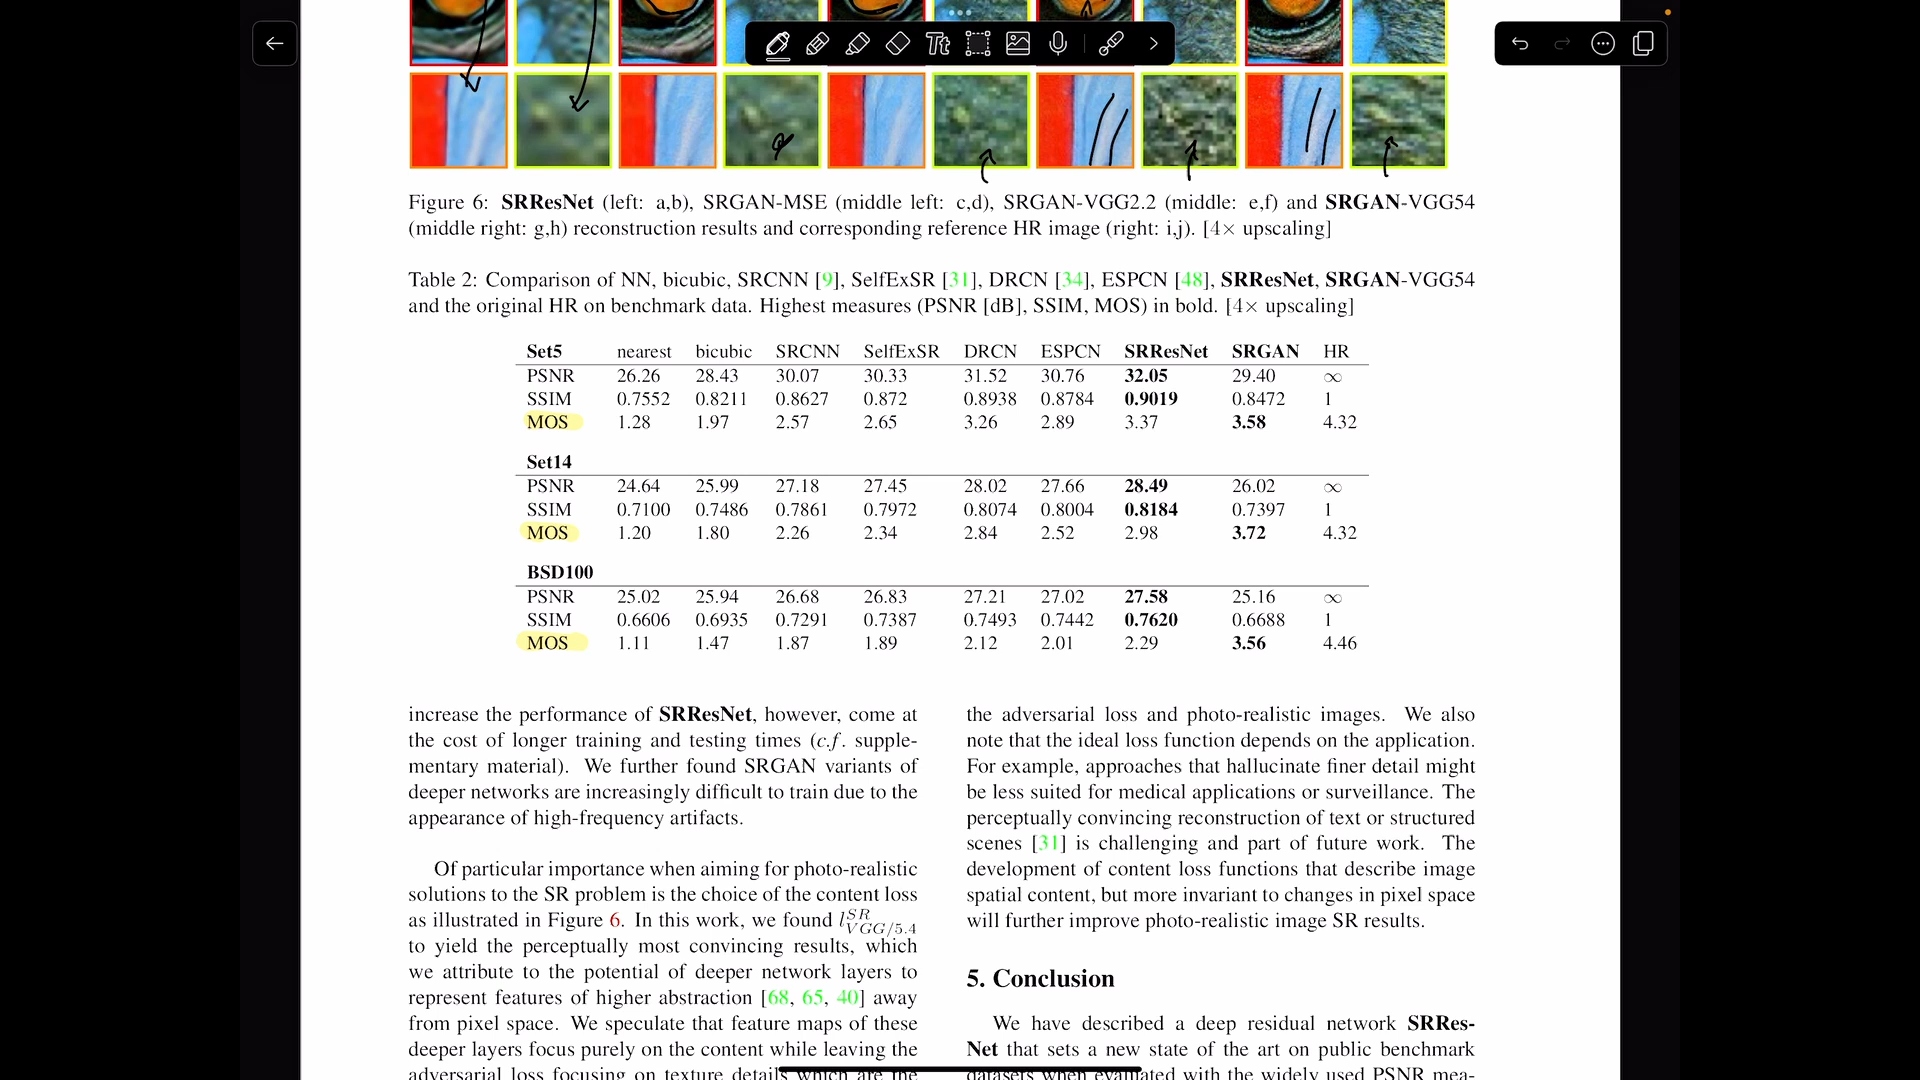 Tt
Figure 6: SRResNet (left: a,b), SRGAN-MSE (middle left: c,d), SRGAN-VGG2.2 (middle: e,f) and SRGAN-VGG54
(middle right: g,h) reconstruction results and corresponding reference HR image (right: i,j). [4× upscaling]
Table 2: Comparison of NN, bicubic, SRCNN [9], SelfExSR [31], DRCN [34], ESPCN [48], SRResNet, SRGAN-VGG54
and the original HR on benchmark data. Highest measures (PSNR [dB], SSIM, MOS) in bold. [4× upscaling]
Set5 nearest bicubic SRCNN SelfExSR DRCN ESPCN SRResNet SRGAN HR
PSNR 26.26 28.43 30.07 30.33 31.52 30.76 32.05 29.40 ∞
SSIM 0.7552 0.8211 0.8627 0.872 0.8938 0.8784 0.9019 0.8472 1
MOS 1.28 1.97 2.57 2.65 3.26 2.89 3.37 3.58 4.32
Set14
PSNR 24.64 25.99 27.18 27.45 28.02 27.66 28.49 26.02 ∞
SSIM 0.7100 0.7486 0.7861 0.7972 0.8074 0.8004 0.8184 0.7397 1
MOS 1.20 1.80 2.26 2.34 2.84 2.52 2.98 3.72 4.32
BSD100
PSNR 25.02 25.94 26.68 26.83 27.21 27.02 27.58 25.16 ∞
SSIM 0.6606 0.6935 0.7291 0.7387 0.7493 0.7442 0.7620 0.6688 1
MOS 1.11 1.47 1.87 1.89 2.12 2.01 2.29 3.56 4.46
increase the performance of SRResNet, however, come at
the cost of longer training and testing times (c.f. supple-
mentary material). We further found SRGAN variants of
deeper networks are increasingly difficult to train due to the
appearance of high-frequency artifacts.
Of particular importance when aiming for photo-realistic
solutions to the SR problem is the choice of the content loss
as illustrated in Figure 6. In this work, we found l^{SR}_{VGG/5.4}
to yield the perceptually most convincing results, which
we attribute to the potential of deeper network layers to
represent features of higher abstraction [68, 65, 40] away
from pixel space. We speculate that feature maps of these
deeper layers focus purely on the content while leaving the
adversarial loss focusing on texture details which are the
the adversarial loss and photo-realistic images. We also
note that the ideal loss function depends on the application.
For example, approaches that hallucinate finer detail might
be less suited for medical applications or surveillance. The
perceptually convincing reconstruction of text or structured
scenes [31] is challenging and part of future work. The
development of content loss functions that describe image
spatial content, but more invariant to changes in pixel space
will further improve photo-realistic image SR results.
5. Conclusion
We have described a deep residual network SRRes-
Net that sets a new state of the art on public benchmark
datasets when evaluated with the widely used PSNR mea-